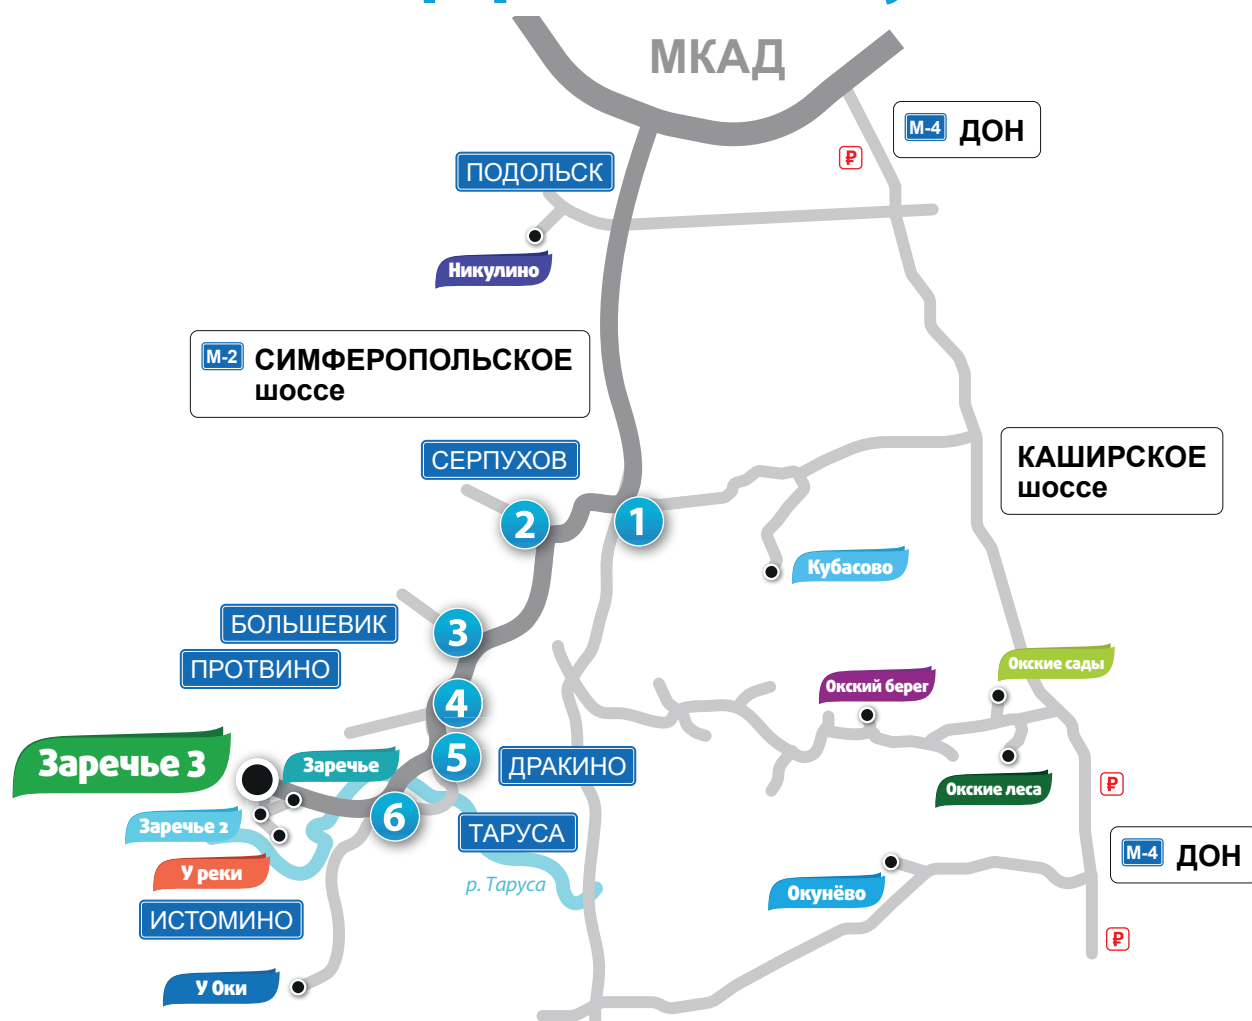 МКАД
М-4 ДОН
₽
ПОДОЛЬСК
Никулино
М-2 СИМФЕРОПОЛЬСКОЕ
шоссе
СЕРПУХОВ
КАШИРСКОЕ
шоссе
2
1
Кубасово
БОЛЬШЕВИК
3
ПРОТВИНО
Окские сады
Окский берег
4
Заречье 3
Заречье
5
ДРАКИНО
Окские леса
₽
6
Заречье 2
ТАРУСА
М-4 ДОН
У реки
р. Таруса
Окунёво
ИСТОМИНО
₽
У Оки